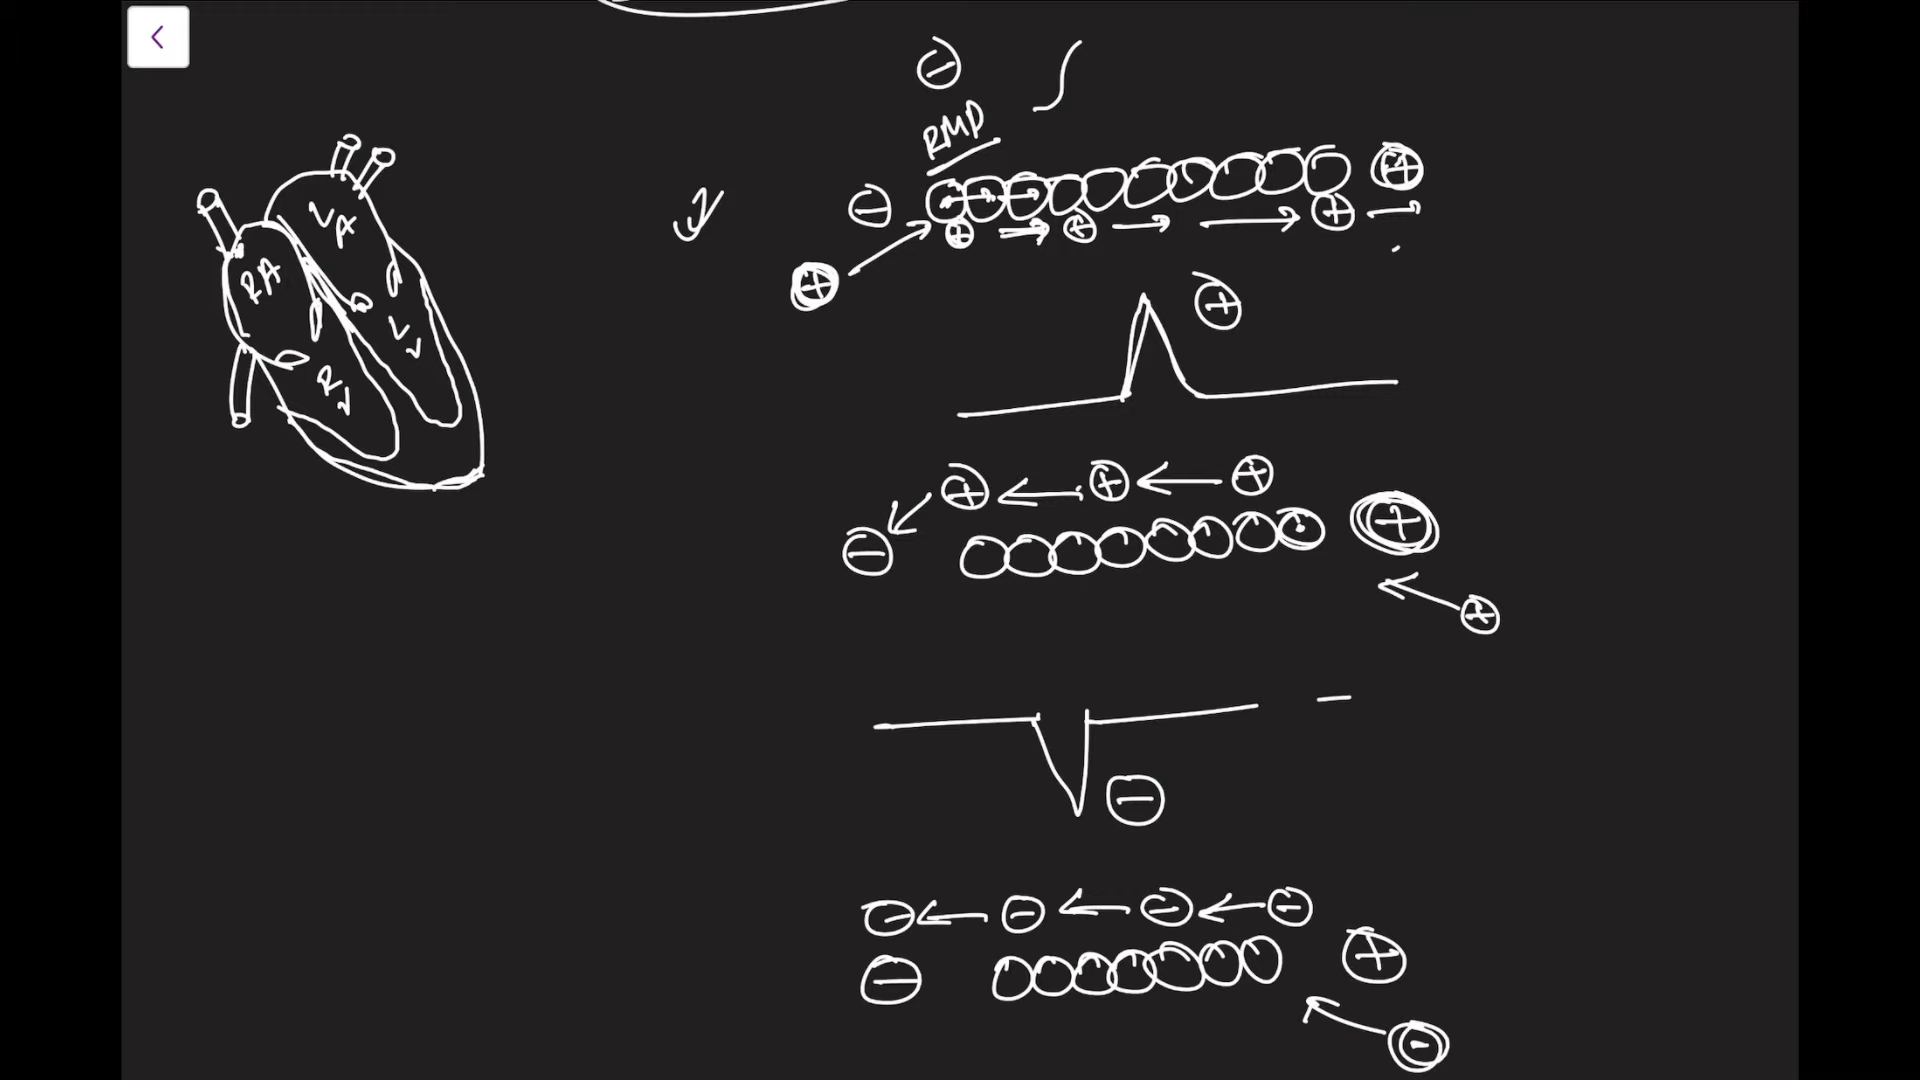 ⊖
RMP
⊖ ⊕
⊕ ⊕ ⊕
⊕
LA
RA
LV
RV
⊕
⊕ ← ⊕ ← ⊕
⊖ ⊕
⊕
−
⊖
⊖ ← ⊖ ← ⊖ ← ⊖
⊖ ⊕
⊖